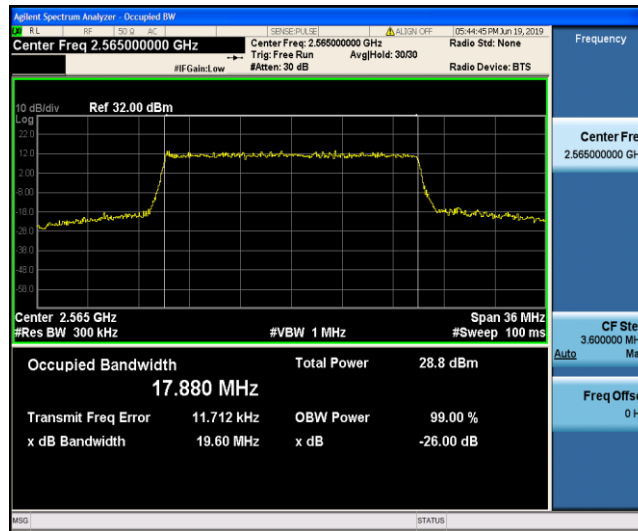 Agilent Spectrum Analyzer - Occupied BW
RL RF 50 Ω AC SENSE:PULSE ALIGN OFF 05:44:45 PM Jun 19, 2019
Center Freq 2.565000000 GHz
Center Freq: 2.565000000 GHz
Radio Std: None
Trig: Free Run Avg|Hold: 30/30
#IFGain:Low #Atten: 30 dB Radio Device: BTS
10 dB/div Ref 32.00 dBm
Log
22.0
12.0
2.00
-8.00
-18.0
-28.0
-38.0
-48.0
-58.0
Center 2.565 GHz Span 36 MHz
#Res BW 300 kHz #VBW 1 MHz #Sweep 100 ms
Occupied Bandwidth Total Power 28.8 dBm
17.880 MHz
Transmit Freq Error 11.712 kHz OBW Power 99.00 %
x dB Bandwidth 19.60 MHz x dB -26.00 dB
MSG STATUS
Frequency
Center Fre
2.565000000 GH
CF Ste
3.600000 MH
Auto Ma
Freq Offse
0 H